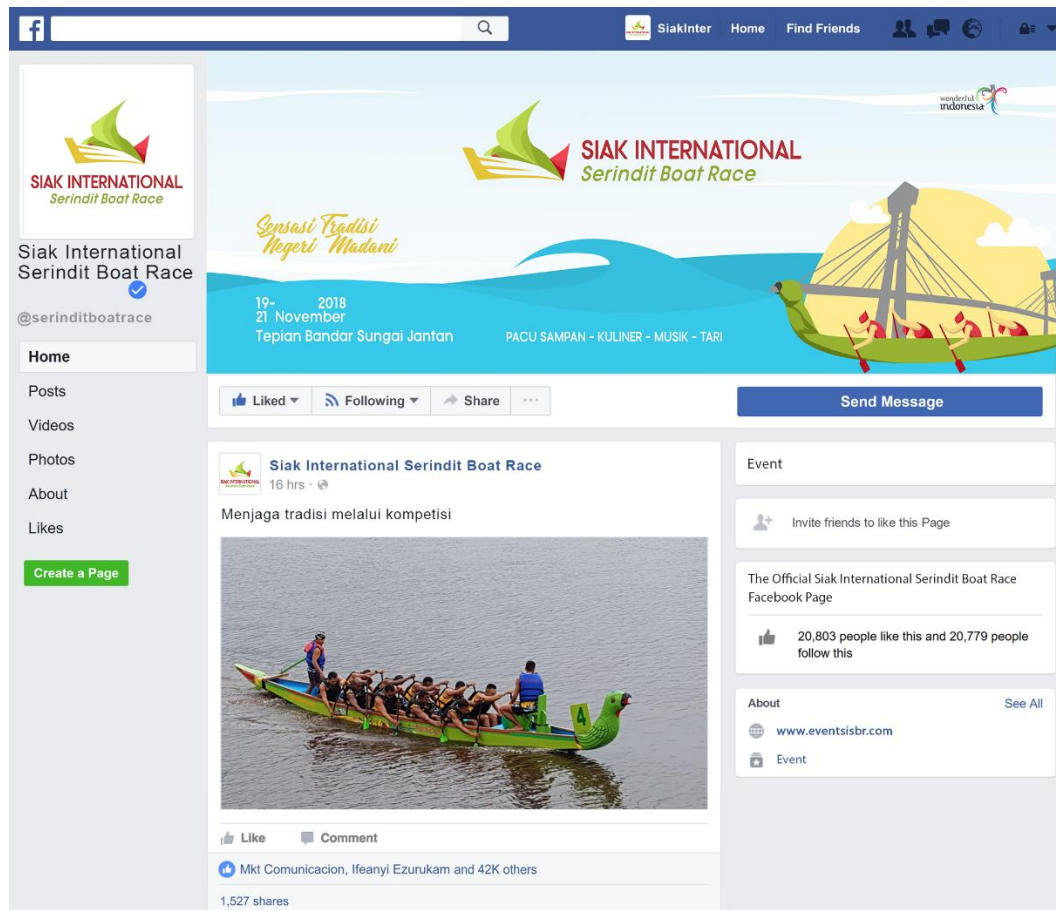 f
SiakInter
Home
Find Friends
SIAK INTERNATIONAL
Serindit Boat Race
Siak International
Serindit Boat Race
@serinditboatrace
Home
Posts
Videos
Photos
About
Likes
Create a Page
wonderful
indonesia
SIAK INTERNATIONAL
Serindit Boat Race
Sensasi Tradisi
Negeri Madani
19- 2018
21 November
Tepian Bandar Sungai Jantan
PACU SAMPAN - KULINER - MUSIK - TARI
Liked
Following
Share
Send Message
Siak International Serindit Boat Race
16 hrs ·
Menjaga tradisi melalui kompetisi
4
Like
Comment
Mkt Comunicacion, Ifeanyi Ezurukam and 42K others
1,527 shares
Event
Invite friends to like this Page
The Official Siak International Serindit Boat Race
Facebook Page
20,803 people like this and 20,779 people
follow this
About
See All
www.eventsisbr.com
Event